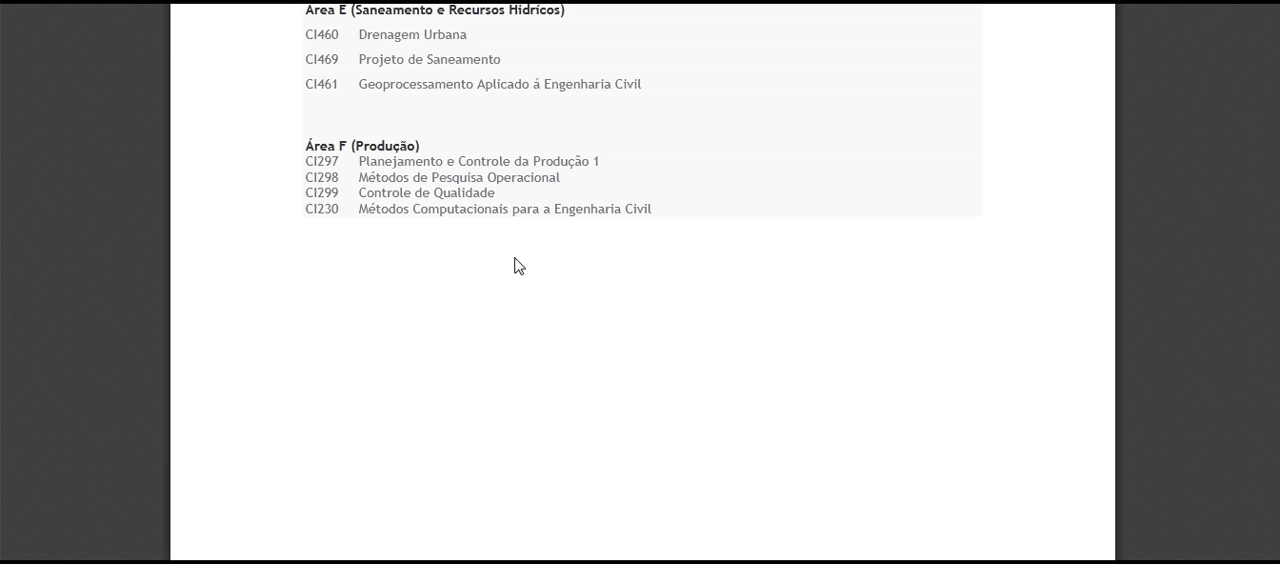 Área E (Saneamento e Recursos Hidrícos)
CI460 Drenagem Urbana
CI469 Projeto de Saneamento
CI461 Geoprocessamento Aplicado á Engenharia Civil
Área F (Produção)
CI297 Planejamento e Controle da Produção 1
CI298 Métodos de Pesquisa Operacional
CI299 Controle de Qualidade
CI230 Métodos Computacionais para a Engenharia Civil